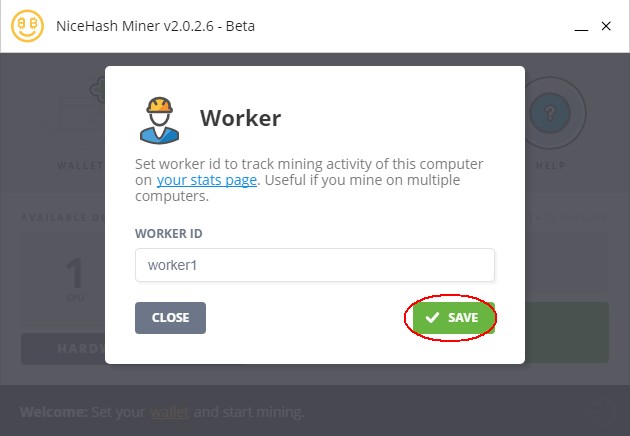 NiceHash Miner v2.0.2.6 - Beta
Worker
Set worker id to track mining activity of this computer
on your stats page. Useful if you mine on multiple
computers.
WORKER ID
worker1
CLOSE
SAVE
WALLET
HELP
AVAILABLE
1
CPU
Welcome: Set your wallet and start mining.